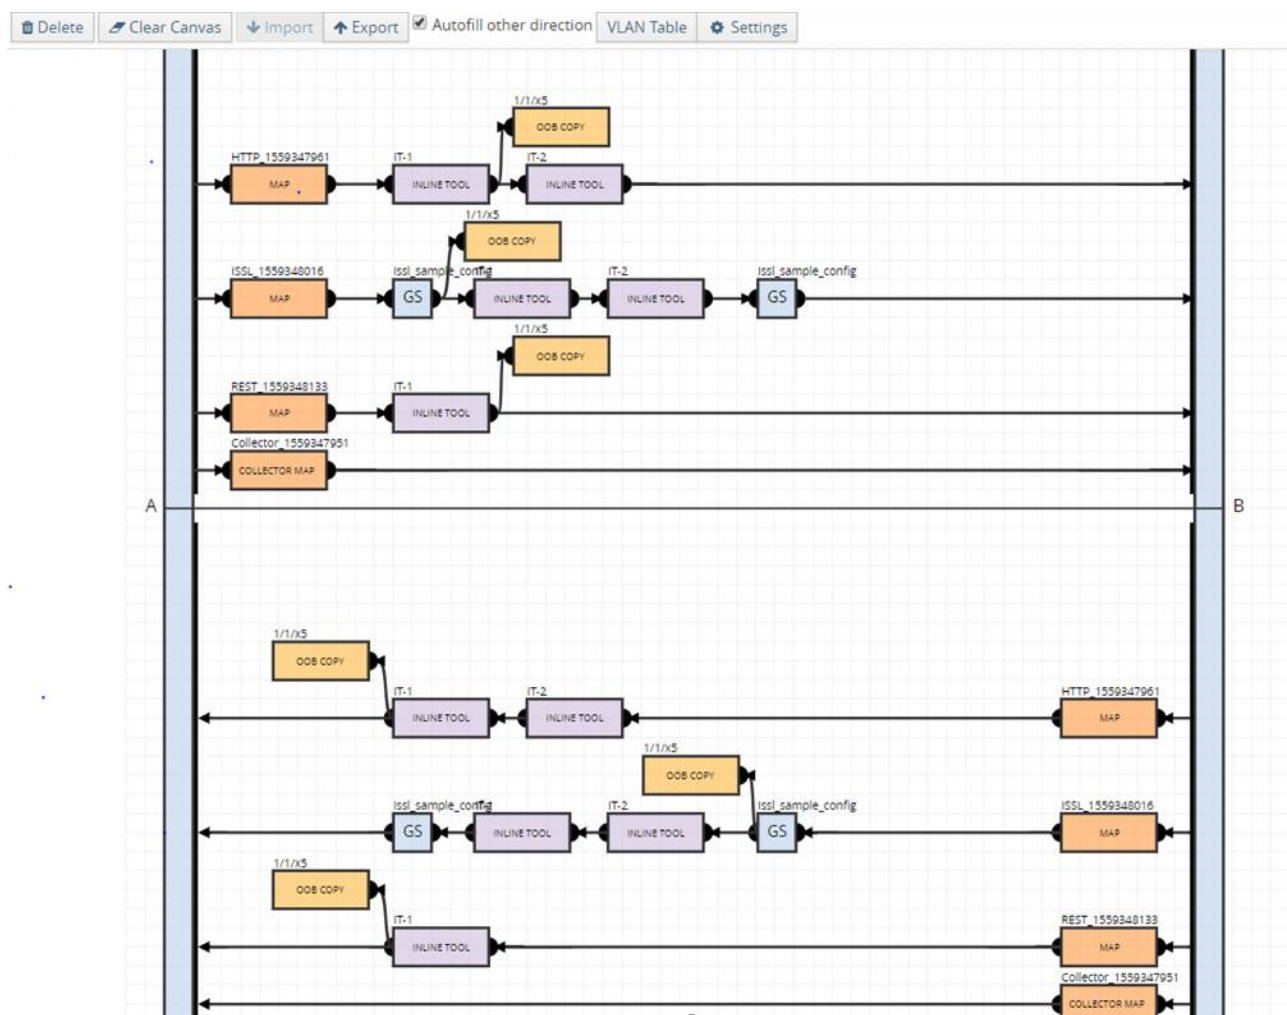 Delete Clear Canvas Import Export Autofill other direction VLAN Table Settings
1/1/x5
OOB COPY
HTTP_1559347961 IT-1 IT-2
MAP INLINE TOOL INLINE TOOL
1/1/x5
OOB COPY
ISSL_1559348016 Issl_sample_config IT-2 Issl_sample_config
MAP GS INLINE TOOL INLINE TOOL GS
1/1/x5
OOB COPY
REST_1559348133 IT-1
MAP INLINE TOOL
Collector_1559347951
COLLECTOR MAP
A B
1/1/x5
OOB COPY
IT-1 IT-2 HTTP_1559347961
INLINE TOOL INLINE TOOL MAP
1/1/x5
OOB COPY
Issl_sample_config IT-2 Issl_sample_config ISSL_1559348016
GS INLINE TOOL INLINE TOOL GS MAP
1/1/x5
OOB COPY
IT-1 REST_1559348133
INLINE TOOL MAP
Collector_1559347951
COLLECTOR MAP